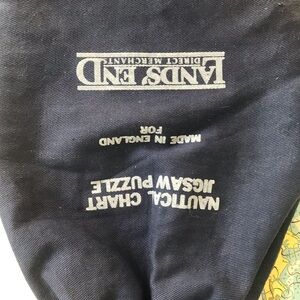 NAUTICAL CHART
JIGSAW PUZZLE
MADE IN ENGLAND
FOR
LANDS' END
DIRECT MERCHANTS